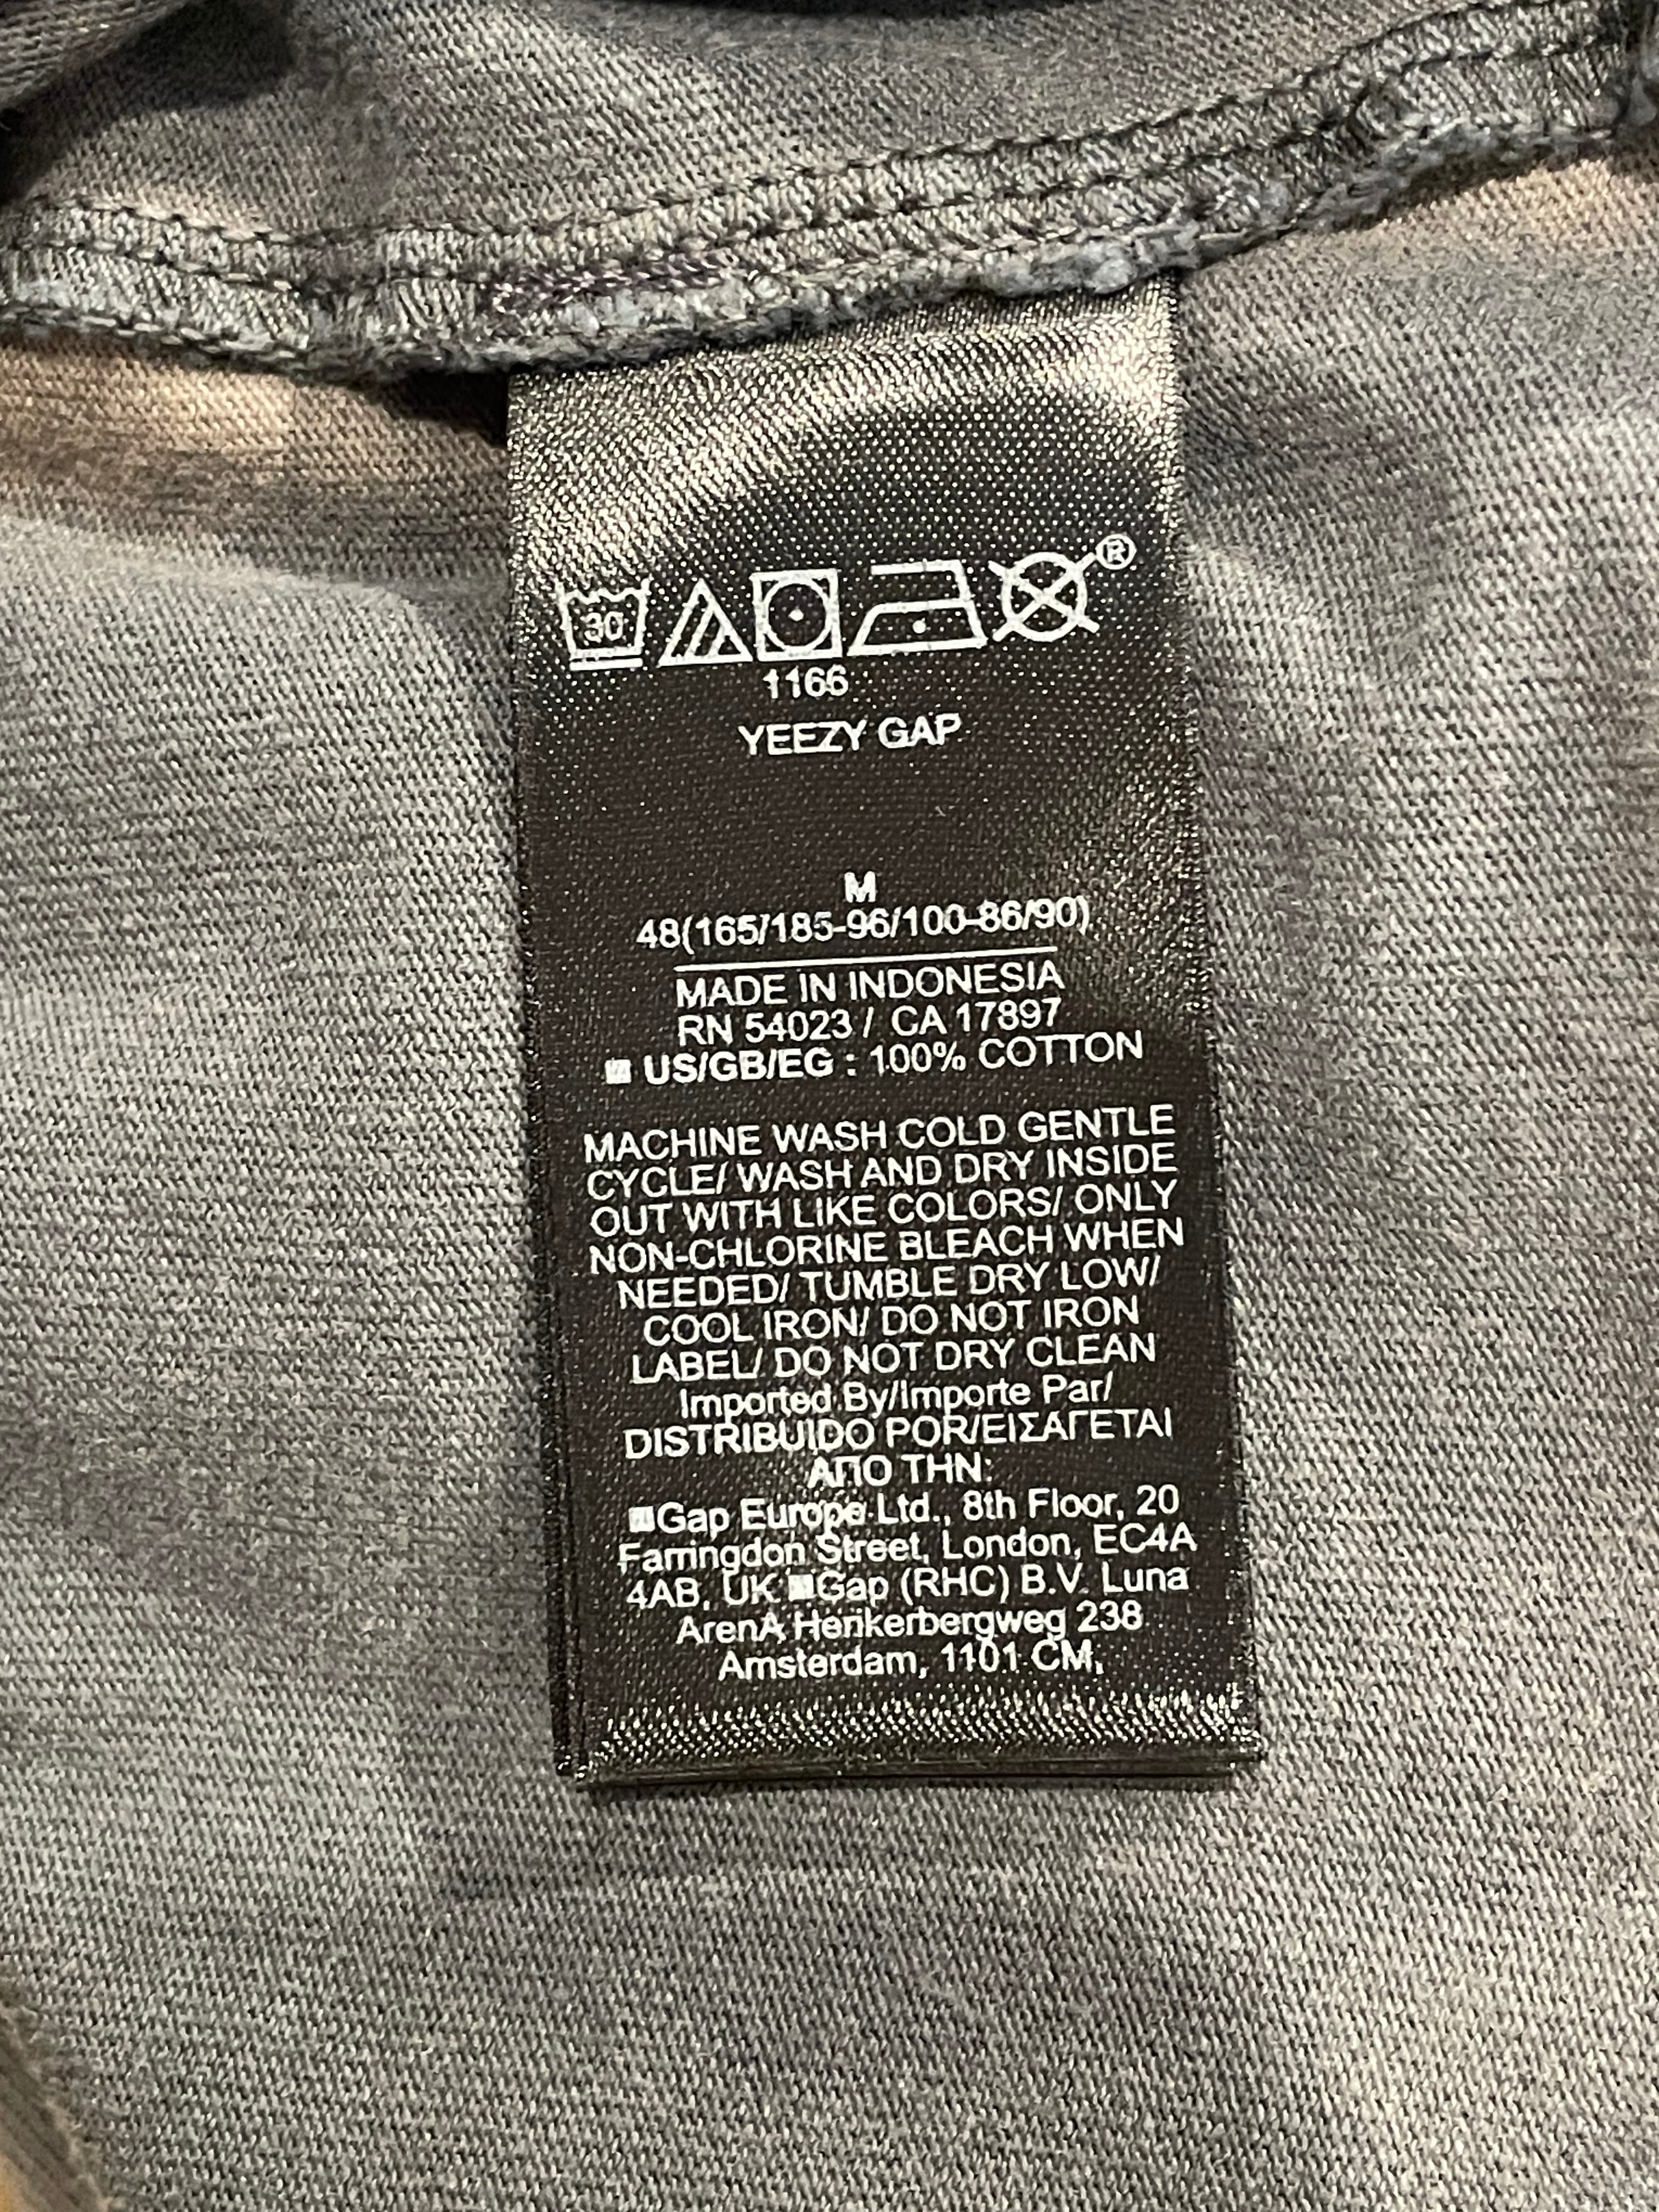 30
®
1166
YEEZY GAP
M
48(165/185-96/100-86/90)
MADE IN INDONESIA
RN 54023 / CA 17897
US/GB/EG : 100% COTTON
MACHINE WASH COLD GENTLE
CYCLE/ WASH AND DRY INSIDE
OUT WITH LIKE COLORS/ ONLY
NON-CHLORINE BLEACH WHEN
NEEDED/ TUMBLE DRY LOW/
COOL IRON/ DO NOT IRON
LABEL/ DO NOT DRY CLEAN
Imported By/Importe Par/
DISTRIBUIDO POR/ΕΙΣΑΓΕΤΑΙ
ΑΠΟ ΤΗΝ:
Gap Europe Ltd., 8th Floor, 20
Farringdon Street, London, EC4A
4AB, UK Gap (RHC) B.V. Luna
ArenA Herikerbergweg 238
Amsterdam, 1101 CM,